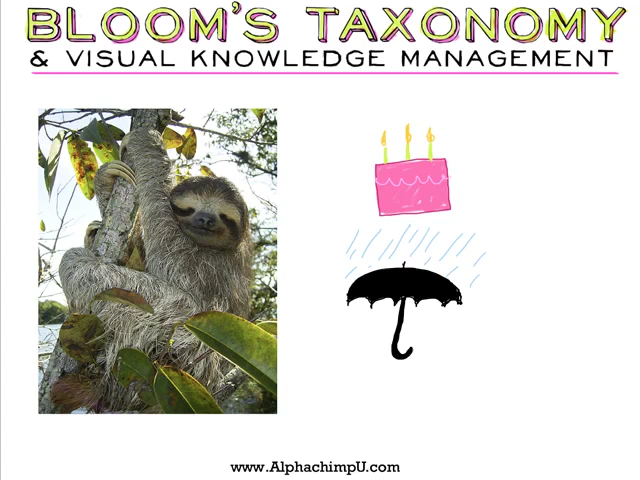 BLOOM'S TAXONOMY
& VISUAL KNOWLEDGE MANAGEMENT
www.AlphachimpU.com